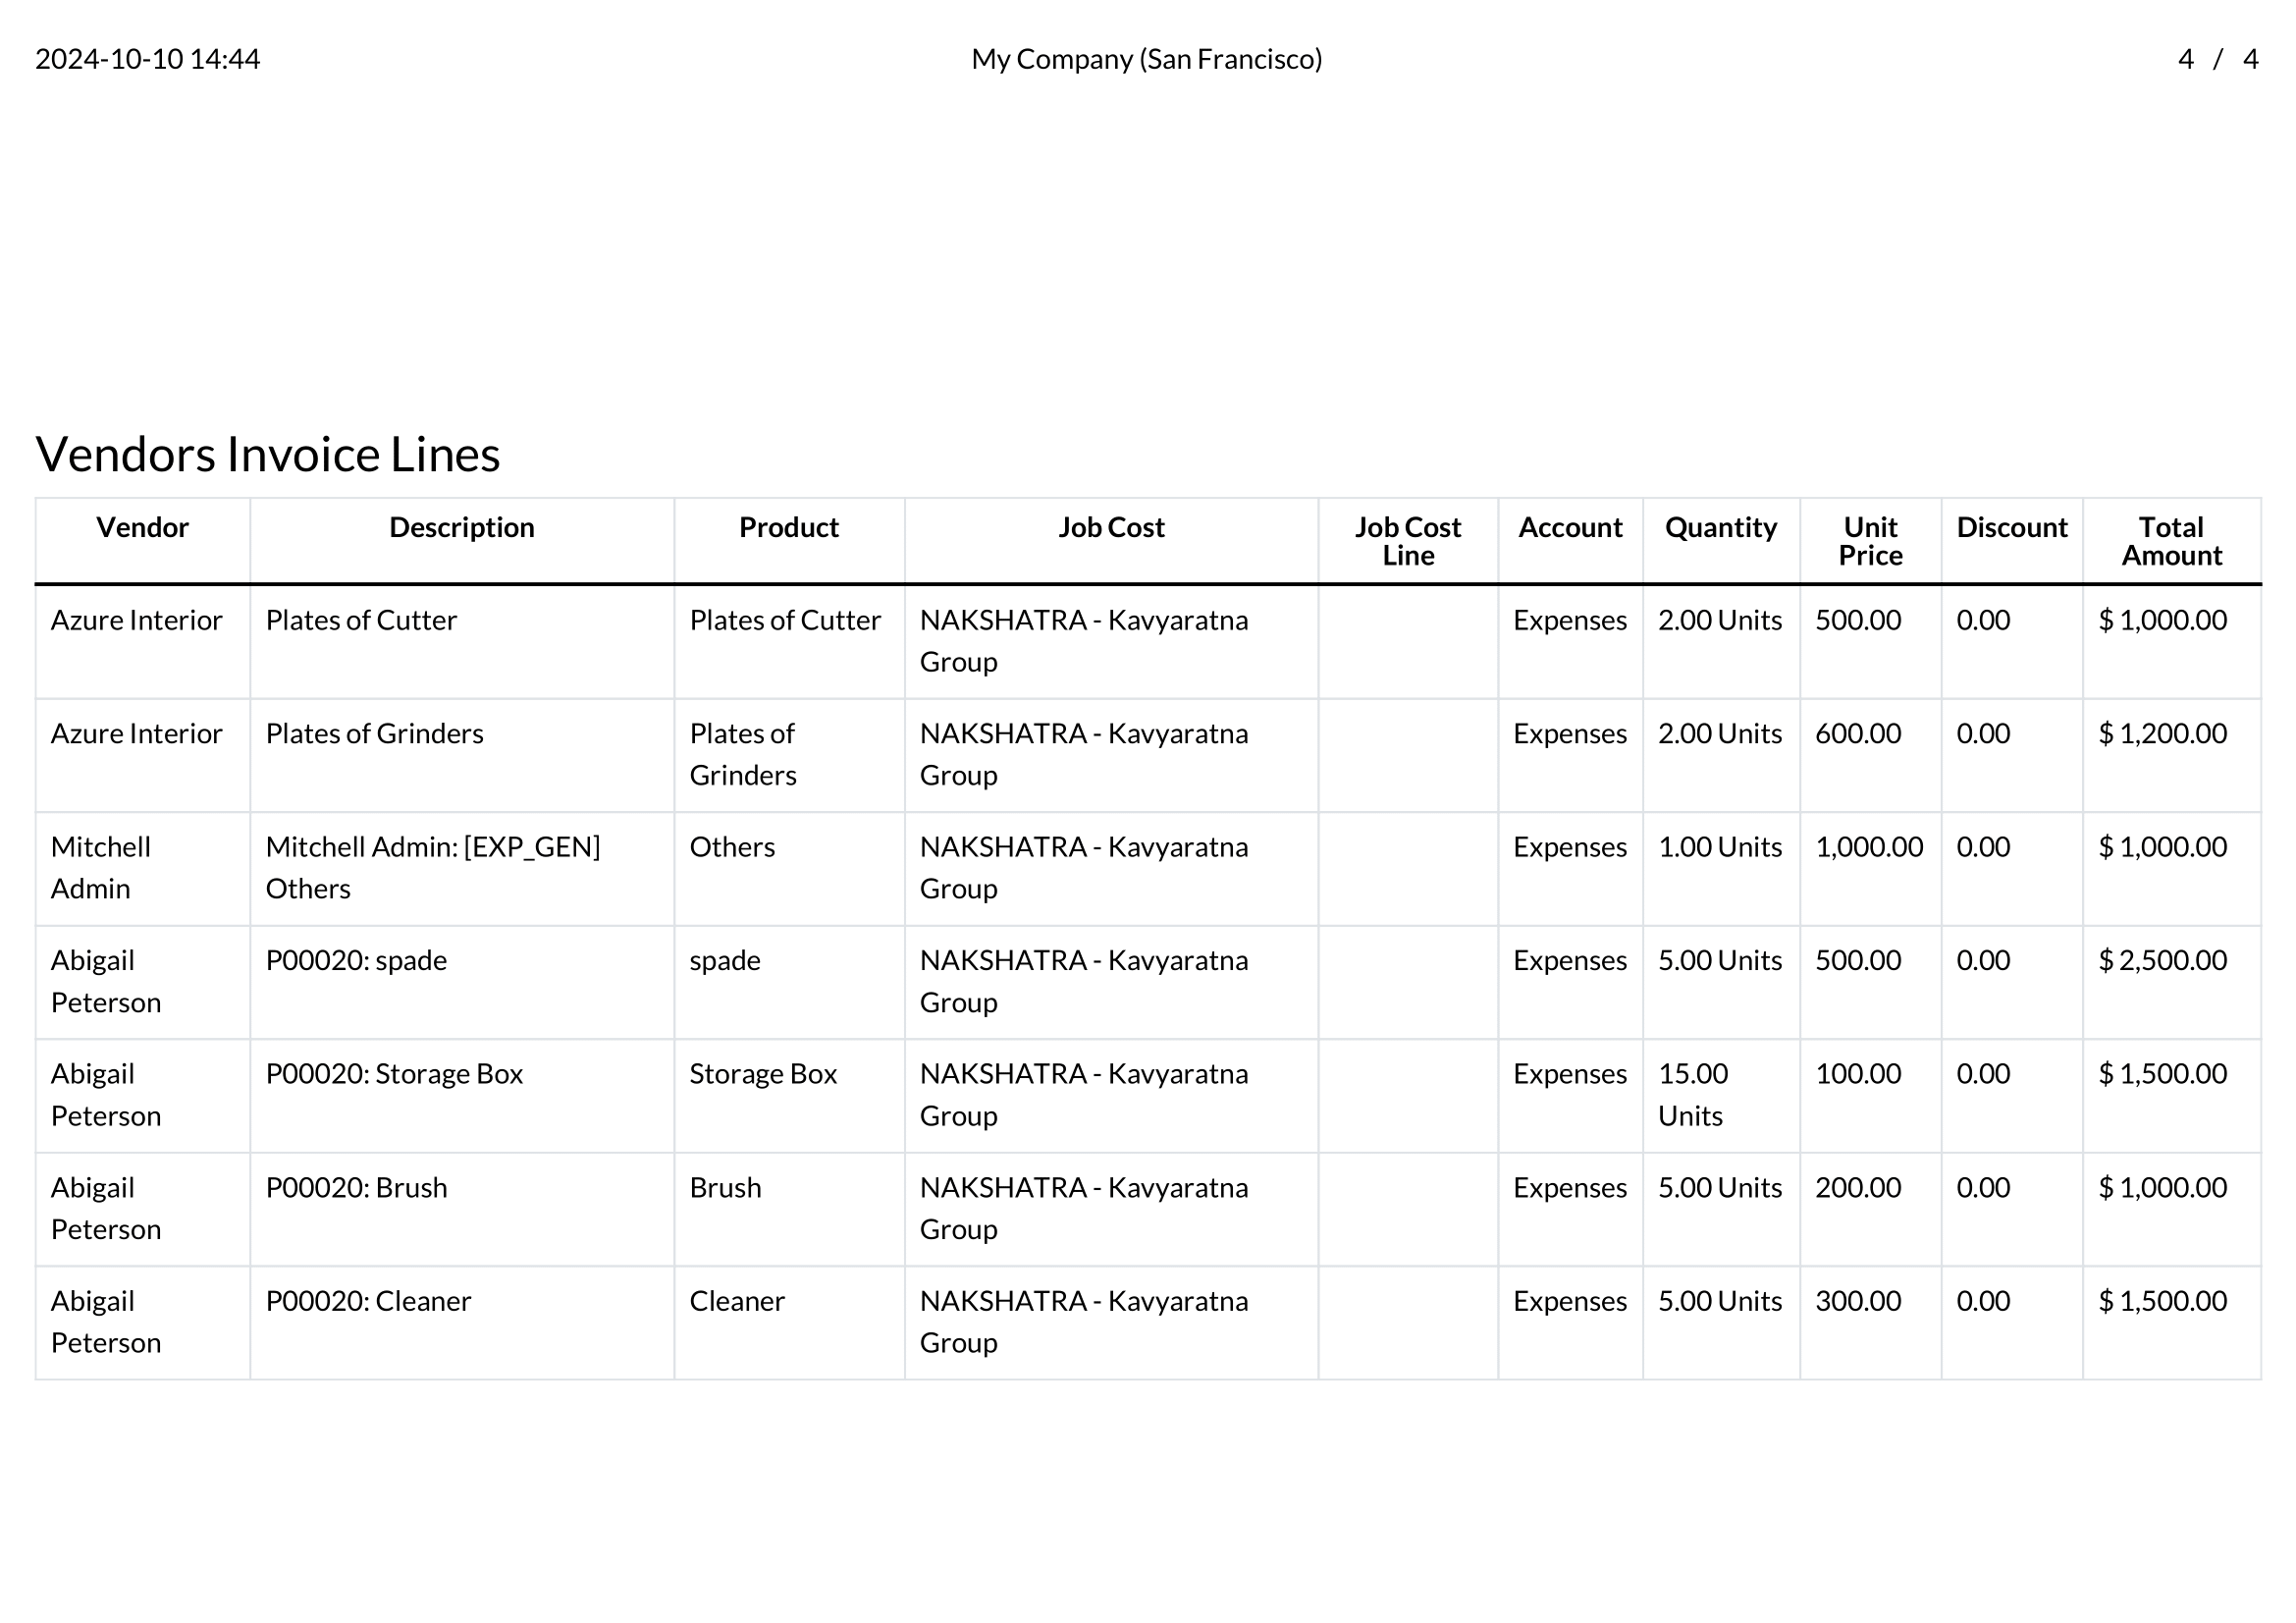 2024-10-10 14:44 My Company (San Francisco) 4 / 4
Vendors Invoice Lines
Vendor Description Product Job Cost Job Cost Account Quantity Unit Discount Total
Line Price Amount
Azure Interior Plates of Cutter Plates of Cutter NAKSHATRA - Kavyaratna Expenses 2.00 Units 500.00 0.00 $ 1,000.00
Group
Azure Interior Plates of Grinders Plates of NAKSHATRA - Kavyaratna Expenses 2.00 Units 600.00 0.00 $ 1,200.00
Grinders Group
Mitchell Mitchell Admin: [EXP_GEN] Others NAKSHATRA - Kavyaratna Expenses 1.00 Units 1,000.00 0.00 $ 1,000.00
Admin Others Group
Abigail P00020: spade spade NAKSHATRA - Kavyaratna Expenses 5.00 Units 500.00 0.00 $ 2,500.00
Peterson Group
Abigail P00020: Storage Box Storage Box NAKSHATRA - Kavyaratna Expenses 15.00 100.00 0.00 $ 1,500.00
Peterson Group Units
Abigail P00020: Brush Brush NAKSHATRA - Kavyaratna Expenses 5.00 Units 200.00 0.00 $ 1,000.00
Peterson Group
Abigail P00020: Cleaner Cleaner NAKSHATRA - Kavyaratna Expenses 5.00 Units 300.00 0.00 $ 1,500.00
Peterson Group